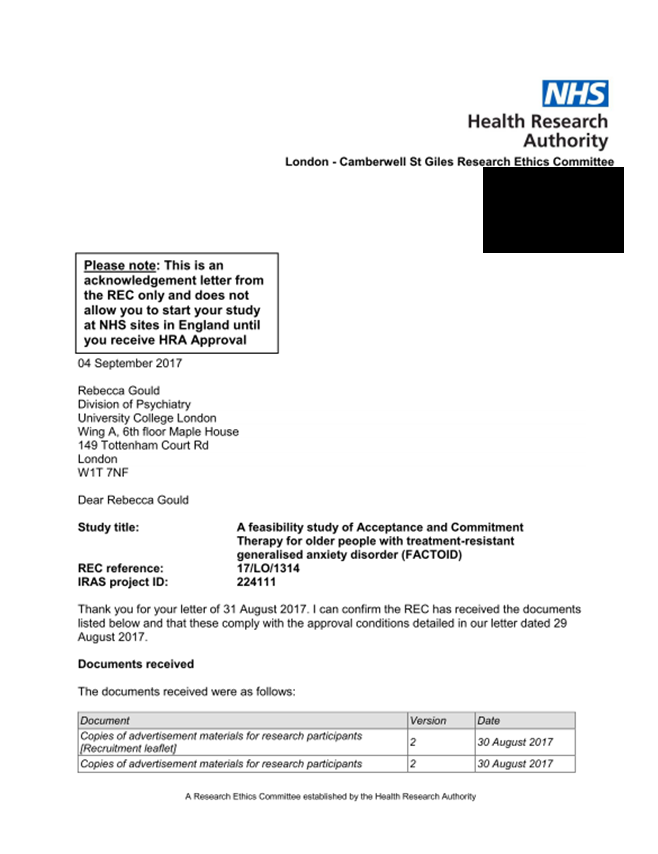 NHS
Health Research
Authority
London - Camberwell St Giles Research Ethics Committee
Please note: This is an
acknowledgement letter from
the REC only and does not
allow you to start your study
at NHS sites in England until
you receive HRA Approval
04 September 2017
Rebecca Gould
Division of Psychiatry
University College London
Wing A, 6th floor Maple House
149 Tottenham Court Rd
London
W1T 7NF
Dear Rebecca Gould
Study title: A feasibility study of Acceptance and Commitment
Therapy for older people with treatment-resistant
generalised anxiety disorder (FACTOID)
REC reference: 17/LO/1314
IRAS project ID: 224111
Thank you for your letter of 31 August 2017. I can confirm the REC has received the documents
listed below and that these comply with the approval conditions detailed in our letter dated 29
August 2017.
Documents received
The documents received were as follows:
Document Version Date
Copies of advertisement materials for research participants
[Recruitment leaflet] 2 30 August 2017
Copies of advertisement materials for research participants 2 30 August 2017
A Research Ethics Committee established by the Health Research Authority